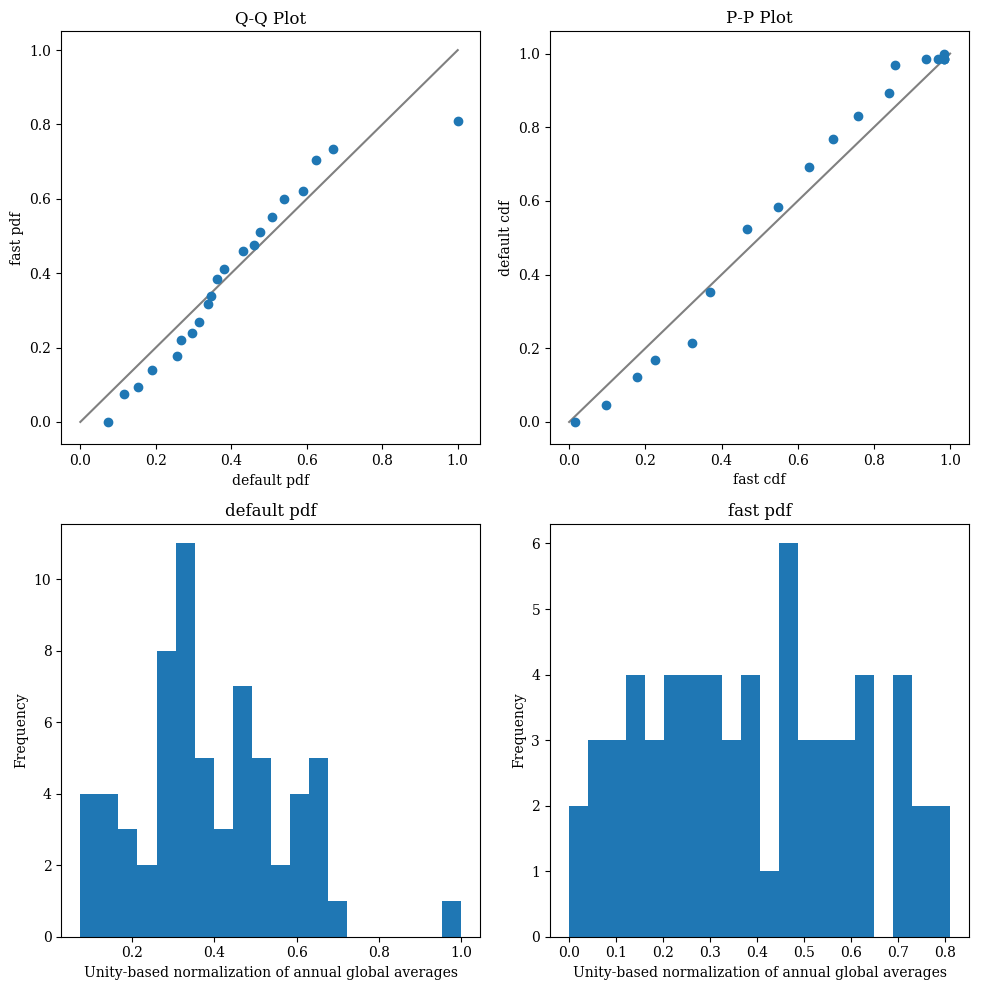 Q-Q Plot
1.0
0.8
0.6
0.4
0.2
0.0
fast pdf
0.0 0.2 0.4 0.6 0.8 1.0
default pdf
P-P Plot
1.0
0.8
0.6
0.4
0.2
0.0
default cdf
0.0 0.2 0.4 0.6 0.8 1.0
fast cdf
default pdf
10
8
6
4
2
0
Frequency
0.2 0.4 0.6 0.8 1.0
Unity-based normalization of annual global averages
fast pdf
6
5
4
3
2
1
0
Frequency
0.0 0.1 0.2 0.3 0.4 0.5 0.6 0.7 0.8
Unity-based normalization of annual global averages